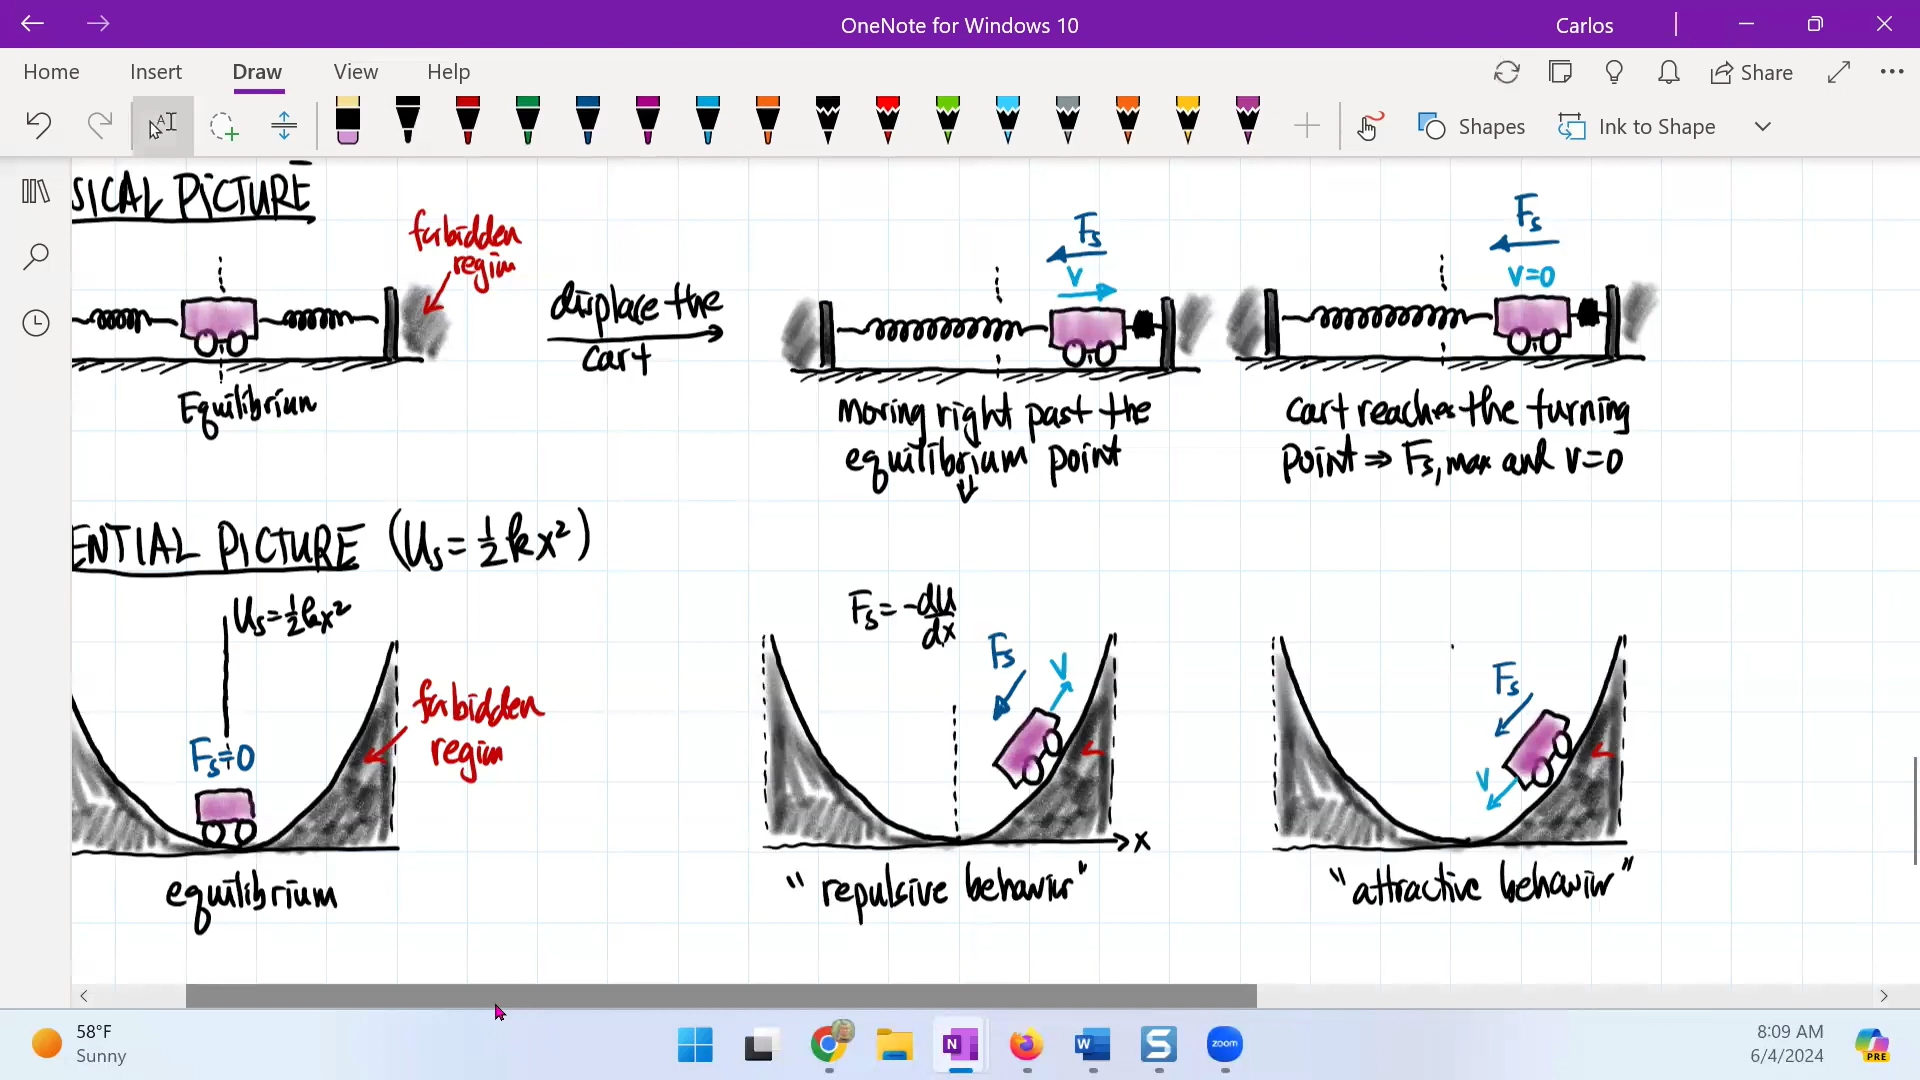 OneNote for Windows 10
Carlos
Home Insert Draw View Help
Share
Shapes
Ink to Shape
SICAL PICTURE
forbidden
region
Equilibrium
displace the
cart
Fs
V
moving right past the
equilibrium point
⇓
Fs
V=0
cart reaches the turning
point ⇒ Fs,max and V=0
ENTIAL PICTURE (Us=½kx²)
Us=½kx²
Fs=0
forbidden
region
equilibrium
Fs=-dU/dx
Fs
V
x
"repulsive behavior"
Fs
V
"attractive behavior"
58°F
Sunny
zoom
8:09 AM
6/4/2024
PRE